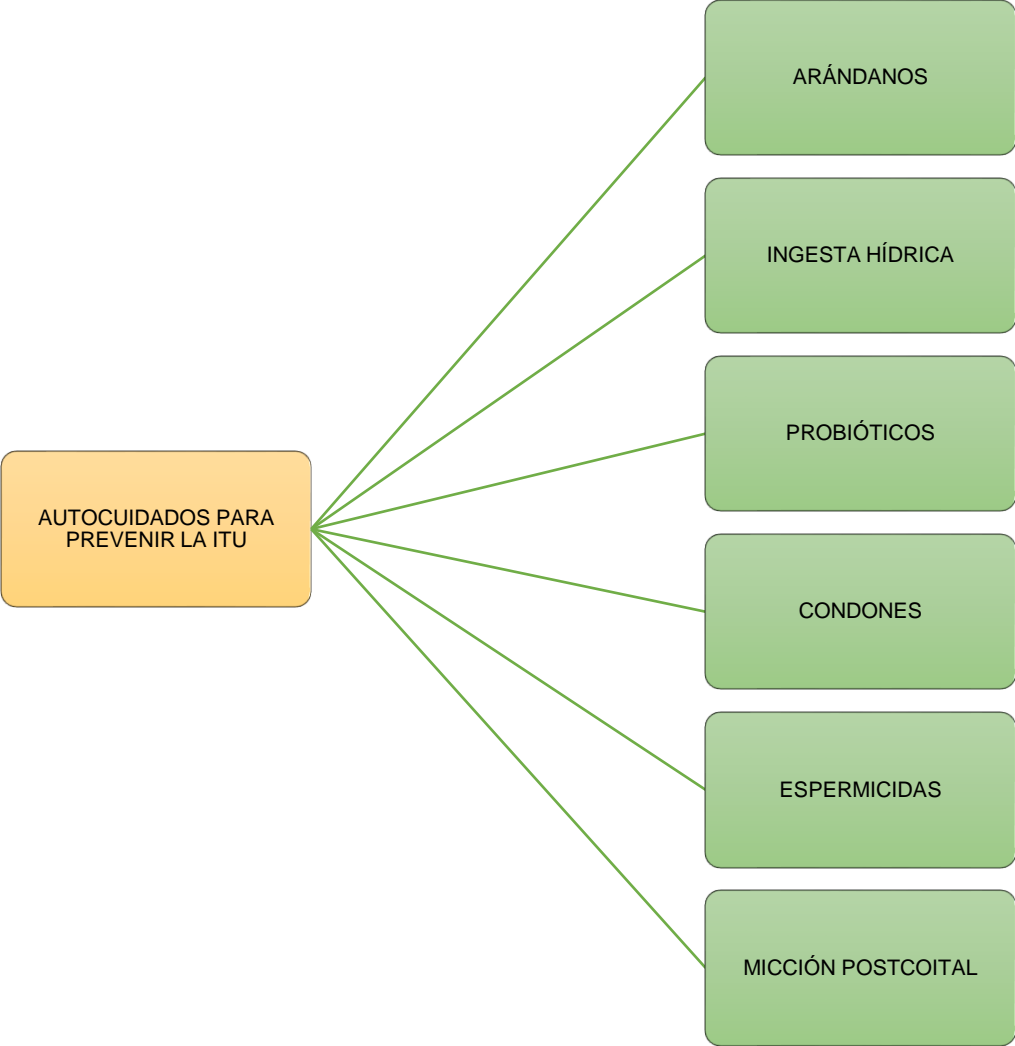 ARÁNDANOS
INGESTA HÍDRICA
PROBIÓTICOS
AUTOCUIDADOS PARA
PREVENIR LA ITU
CONDONES
ESPERMICIDAS
MICCIÓN POSTCOITAL